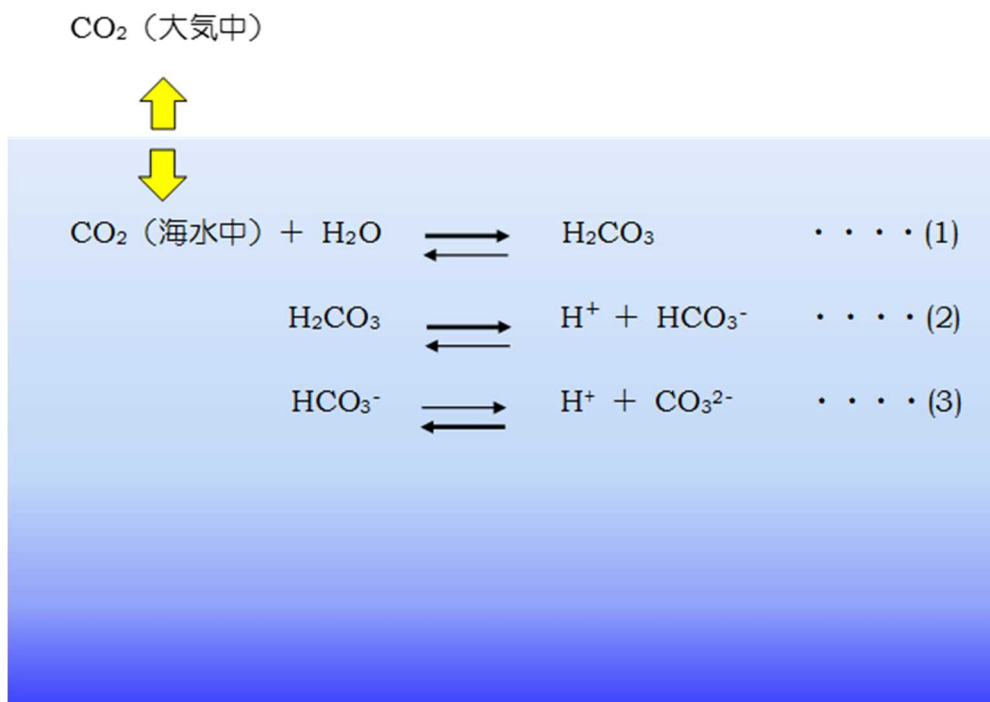 CO₂（大気中）
CO₂（海水中）+ H₂O ⇄ H₂CO₃ ・・・・(1)
H₂CO₃ ⇄ H⁺ + HCO₃⁻ ・・・・(2)
HCO₃⁻ ⇄ H⁺ + CO₃²⁻ ・・・・(3)